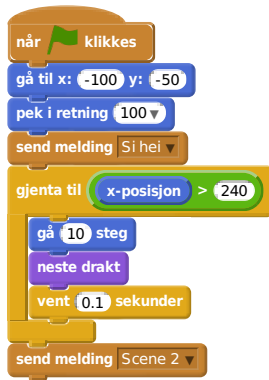 når klikkes
gå til x: -100 y: -50
pek i retning 100
send melding Si hei
gjenta til x-posisjon > 240
gå 10 steg
neste drakt
vent 0.1 sekunder
send melding Scene 2